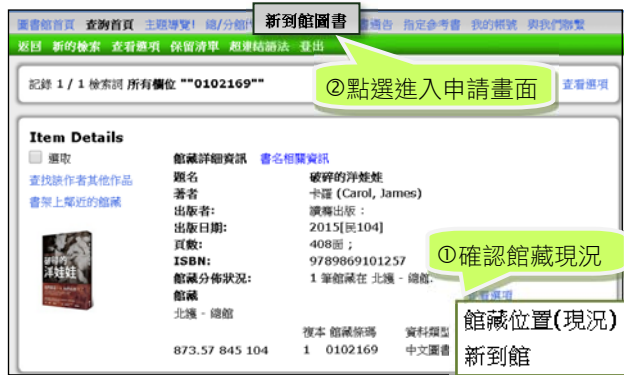 圖書館首頁 查詢首頁 主題導覽! 總/分館 新到館圖書 書通告 指定參考書 我的帳號 與我們聯繫
返回 新的檢索 查看選項 保留清單 超連結語法 登出
記錄 1 / 1 檢索詞 所有欄位 ""0102169""
②點選進入申請畫面
查看選項
Item Details
選取
館藏詳細資訊 書名相關資訊
查找該作者其他作品
書架上鄰近的館藏
題名 破碎的洋娃娃
著者 卡蘿 (Carol, James)
出版者: 讀癮出版 :
出版日期: 2015[民104]
頁數: 408面 ;
ISBN: 9789869101257
館藏分佈狀況: 1 筆館藏在 北護 - 總館.
①確認館藏現況
破碎的
洋娃娃
館藏
查看選項
北護 - 總館
複本 館藏條碼 資料類型
館藏位置(現況)
873.57 845 104 1 0102169 中文圖書
新到館